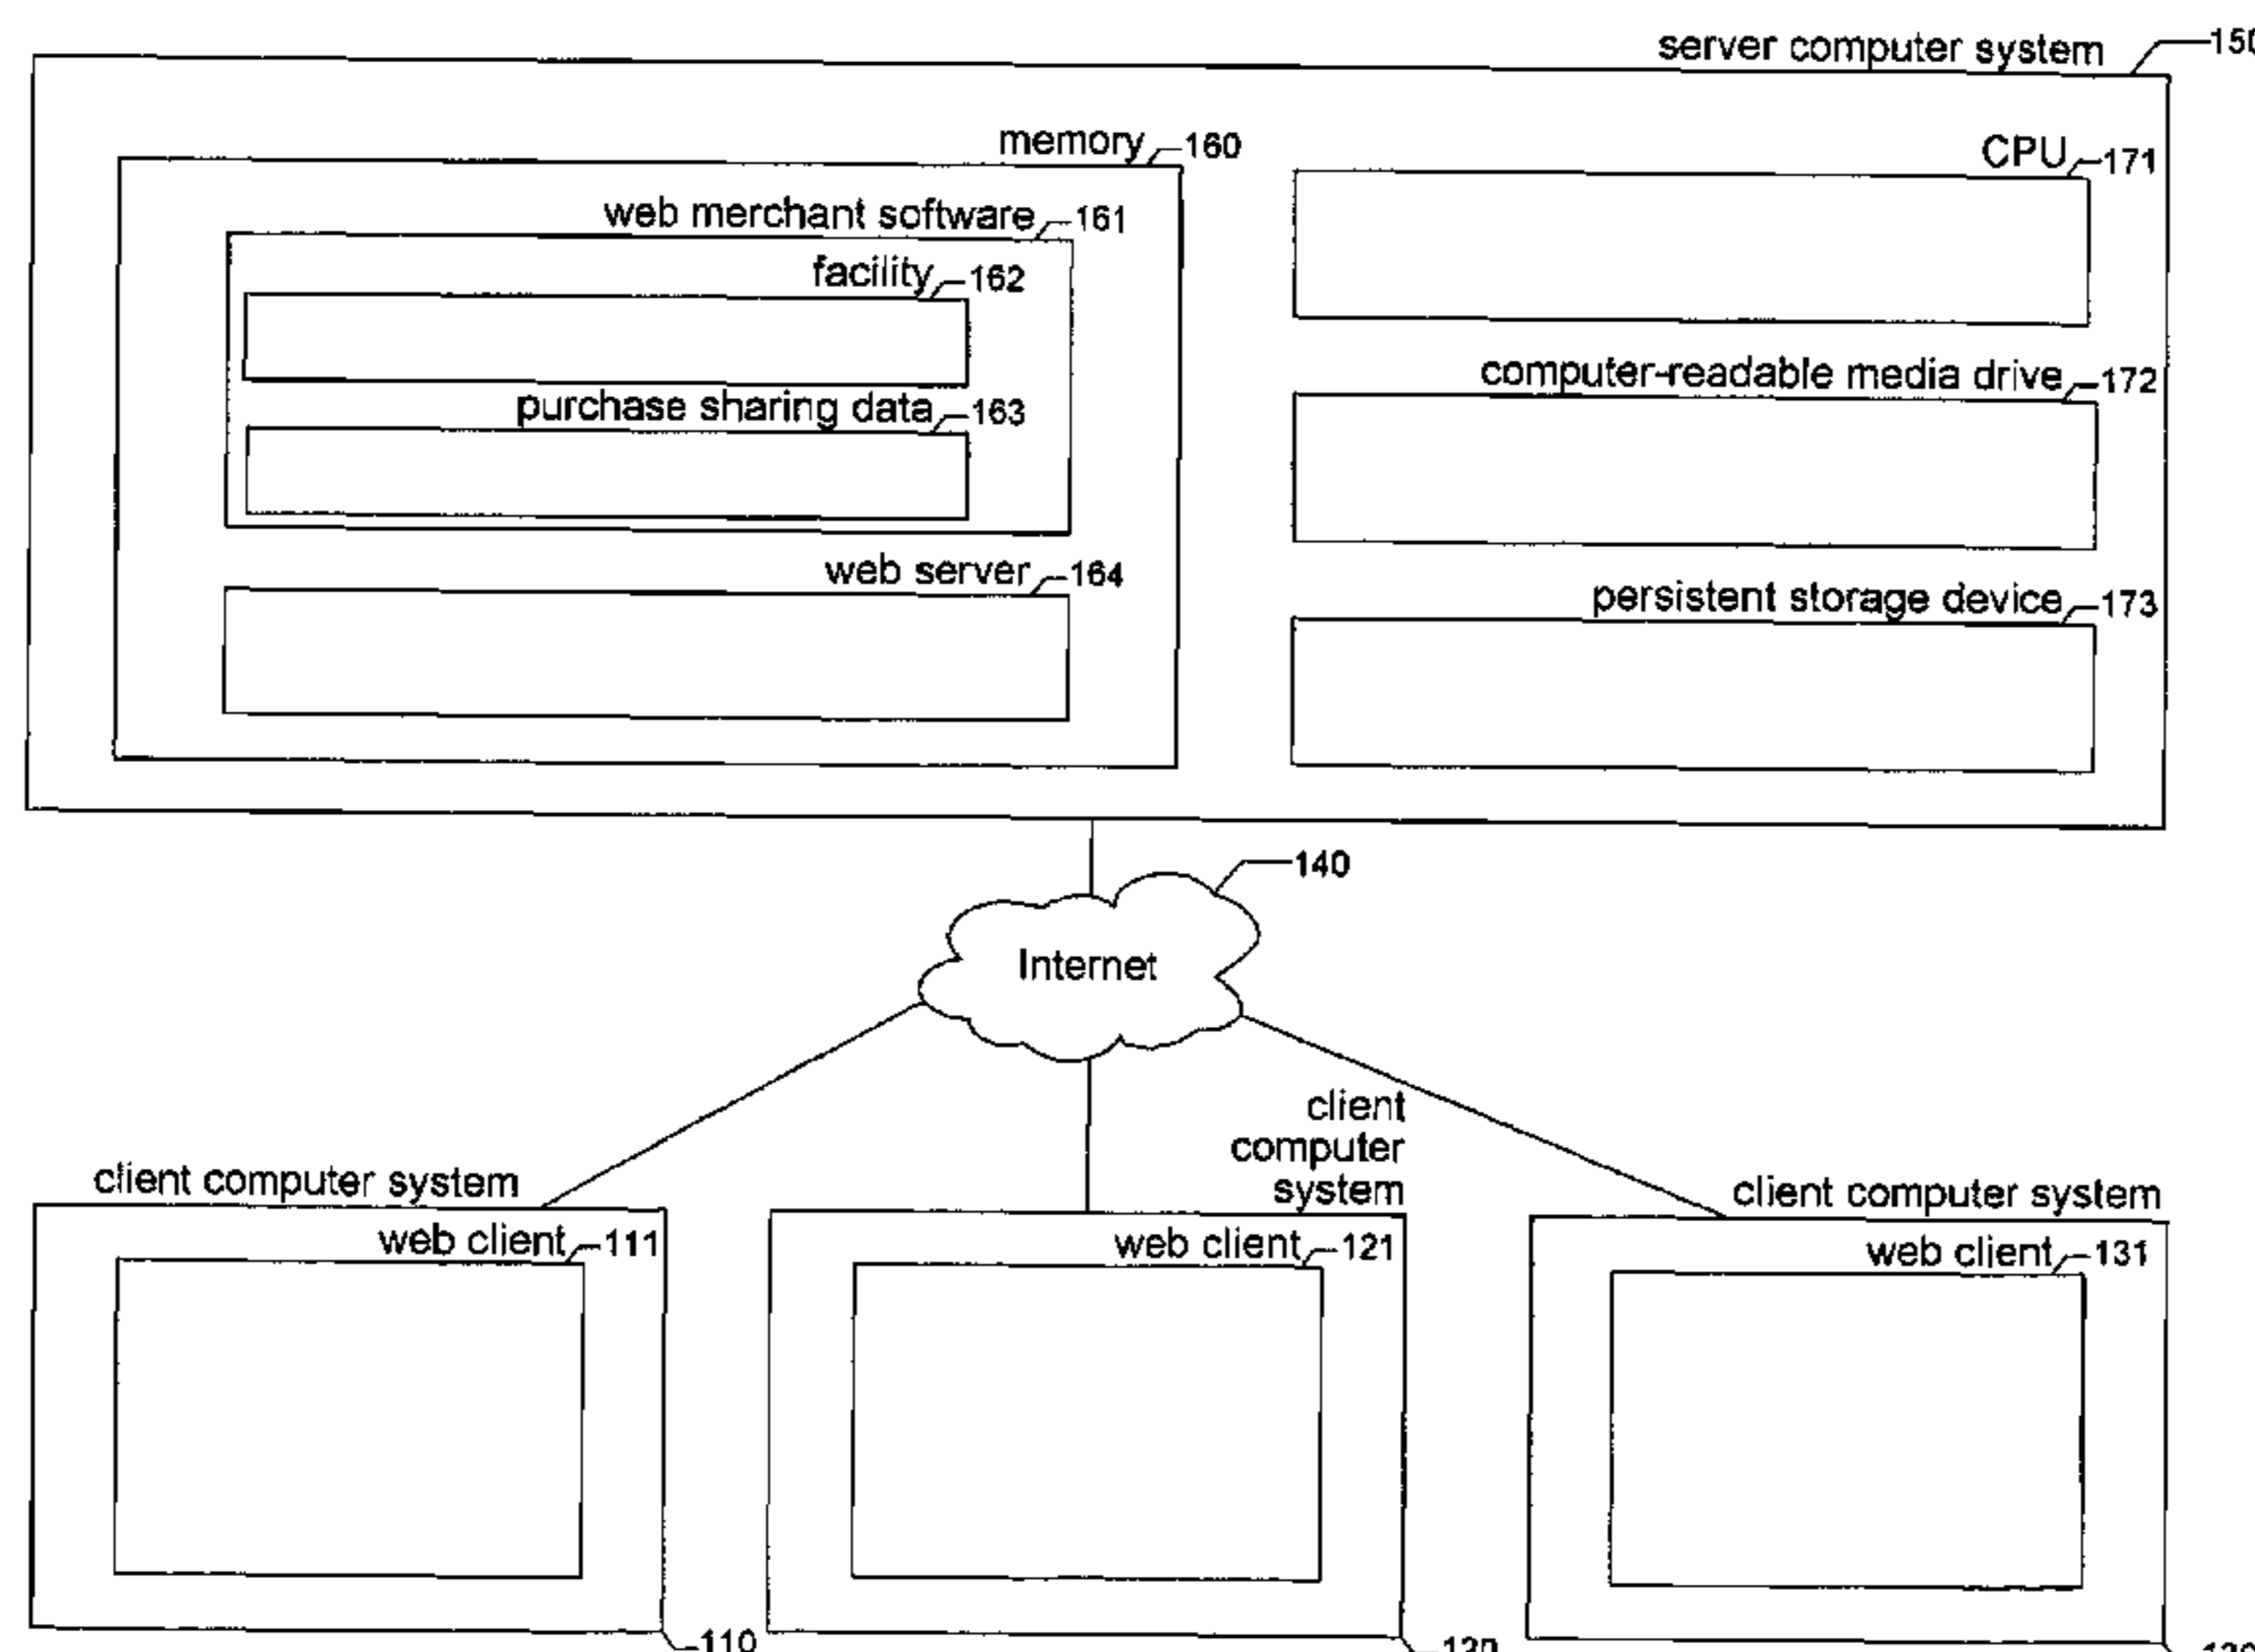 server computer system 150
memory 160
CPU 171
web merchant software 161
facility 162
computer-readable media drive 172
purchase sharing data 163
web server 164
persistent storage device 173
140
Internet
client computer system
client
computer
system
client computer system
web client 111
web client 121
web client 131
110
120
130